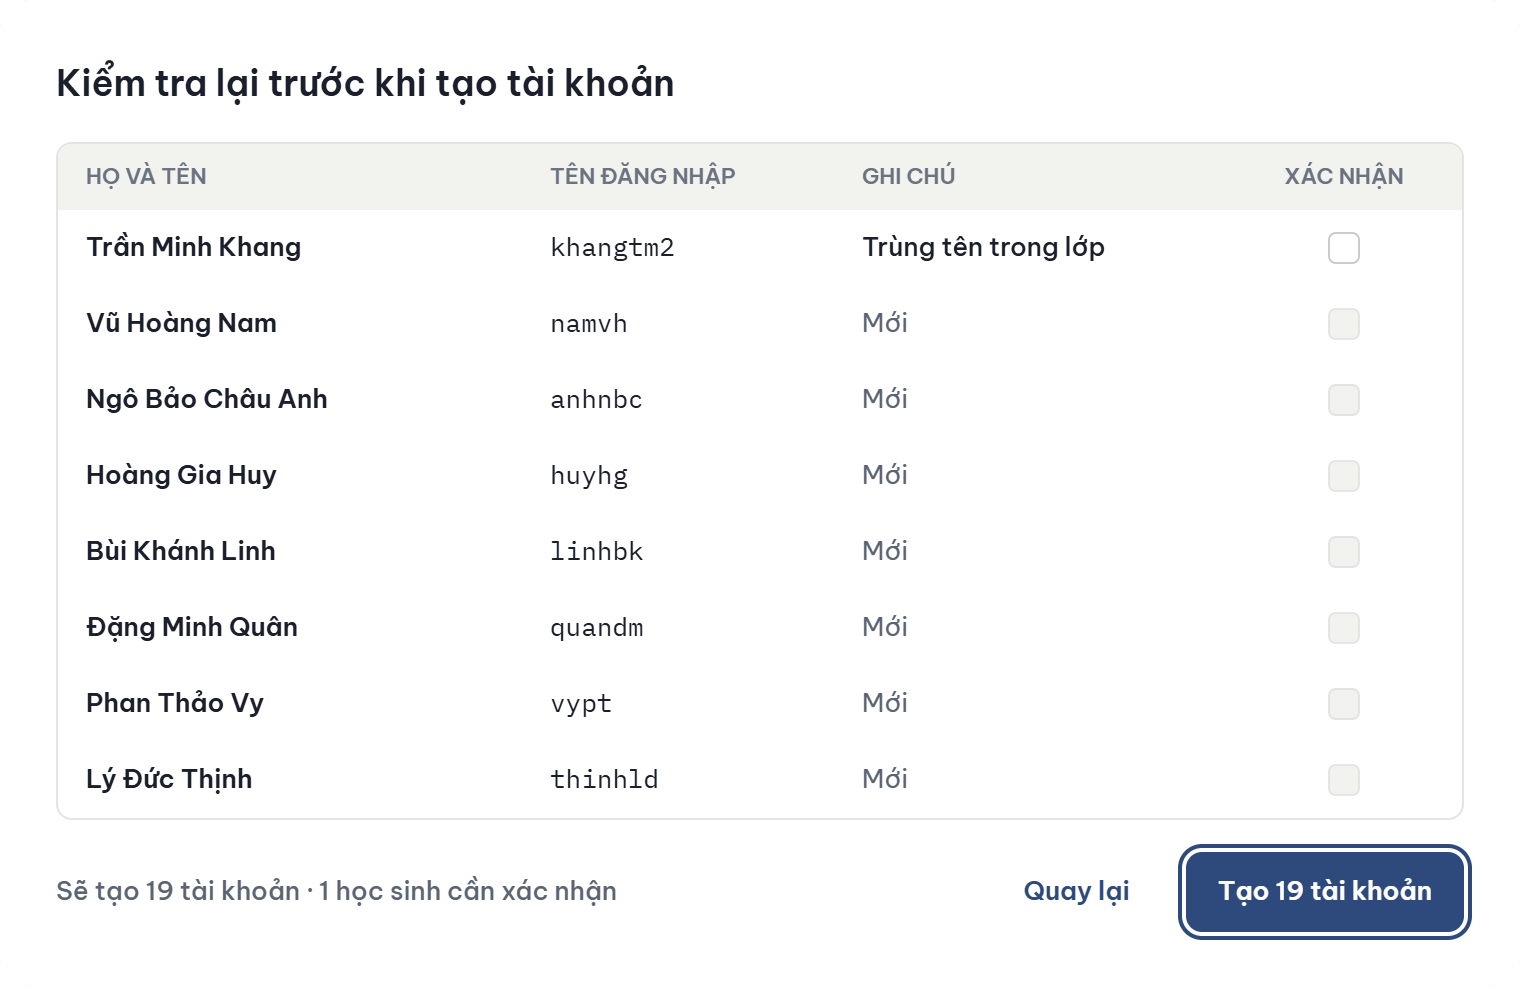 Kiểm tra lại trước khi tạo tài khoản
HỌ VÀ TÊN TÊN ĐĂNG NHẬP GHI CHÚ XÁC NHẬN
Trần Minh Khang khangtm2 Trùng tên trong lớp
Vũ Hoàng Nam namvh Mới
Ngô Bảo Châu Anh anhnbc Mới
Hoàng Gia Huy huyhg Mới
Bùi Khánh Linh linhbk Mới
Đặng Minh Quân quandm Mới
Phan Thảo Vy vypt Mới
Lý Đức Thịnh thinhld Mới
Sẽ tạo 19 tài khoản · 1 học sinh cần xác nhận Quay lại Tạo 19 tài khoản